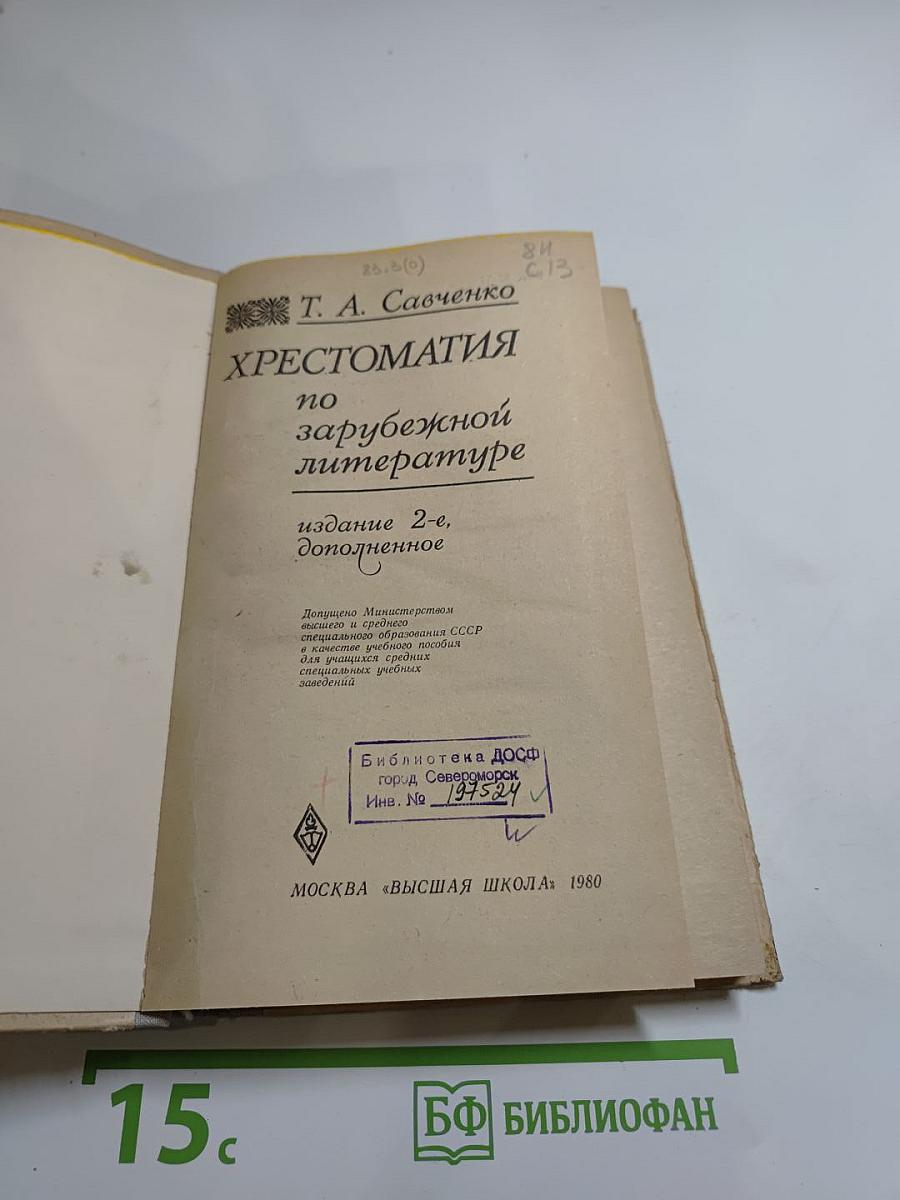 83.3(0)
8И
С13
Т. А. Савченко
ХРЕСТОМАТИЯ
по
зарубежной
литературе
издание 2-е,
дополненное
Допущено Министерством
высшего и среднего
специального образования СССР
в качестве учебного пособия
для учащихся средних
специальных учебных
заведений
Библиотека ДОСФ
город Североморск
Инв. № 197524
МОСКВА «ВЫСШАЯ ШКОЛА» 1980
15 с
БФ БИБЛИОФАН